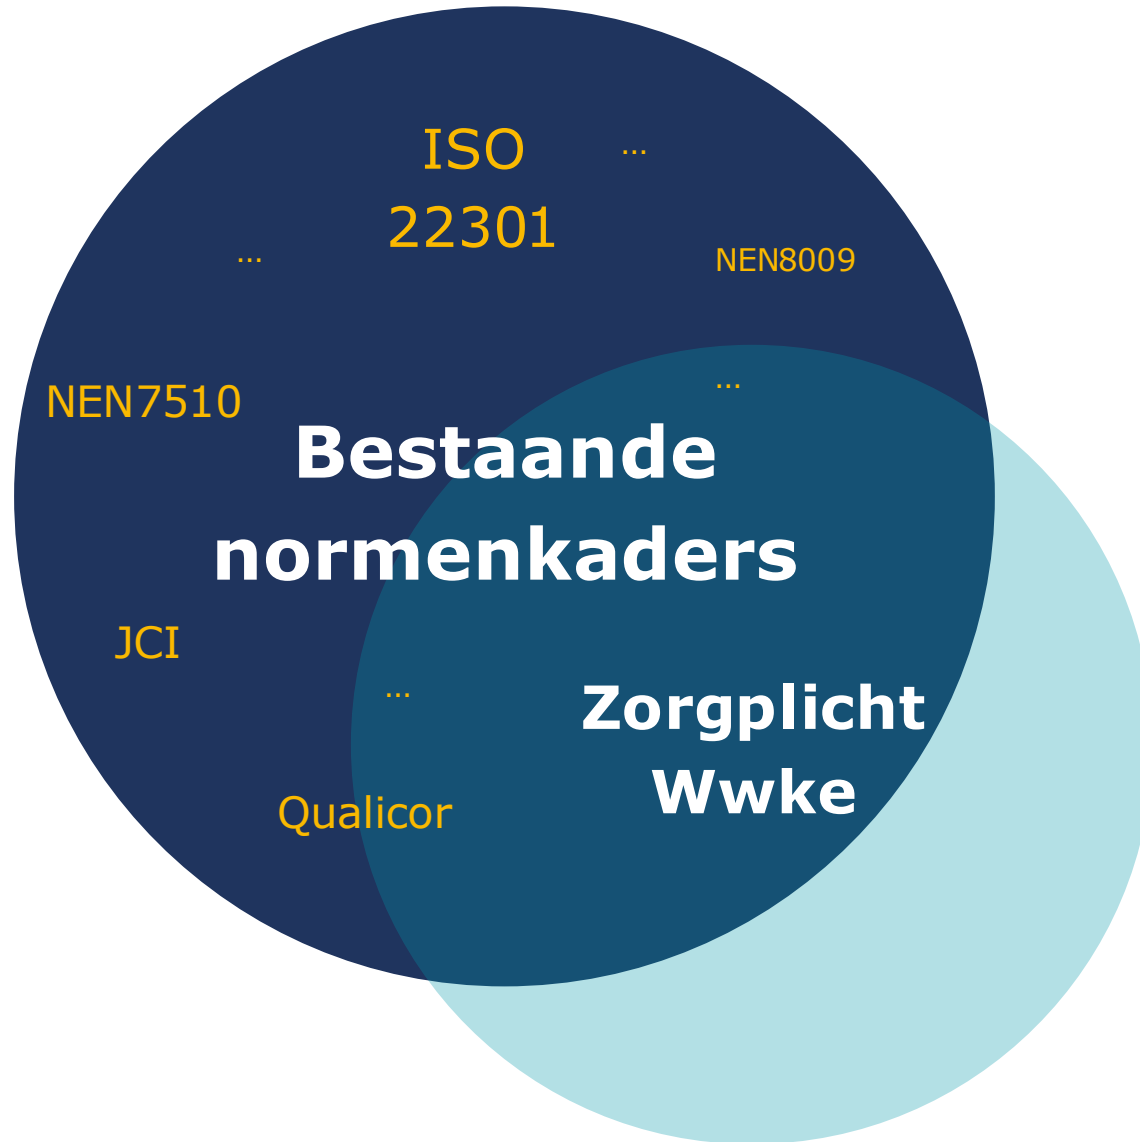 ISO
22301
...
...
NEN8009
NEN7510
...
Bestaande
normenkaders
JCI
...
Zorgplicht
Wwke
Qualicor